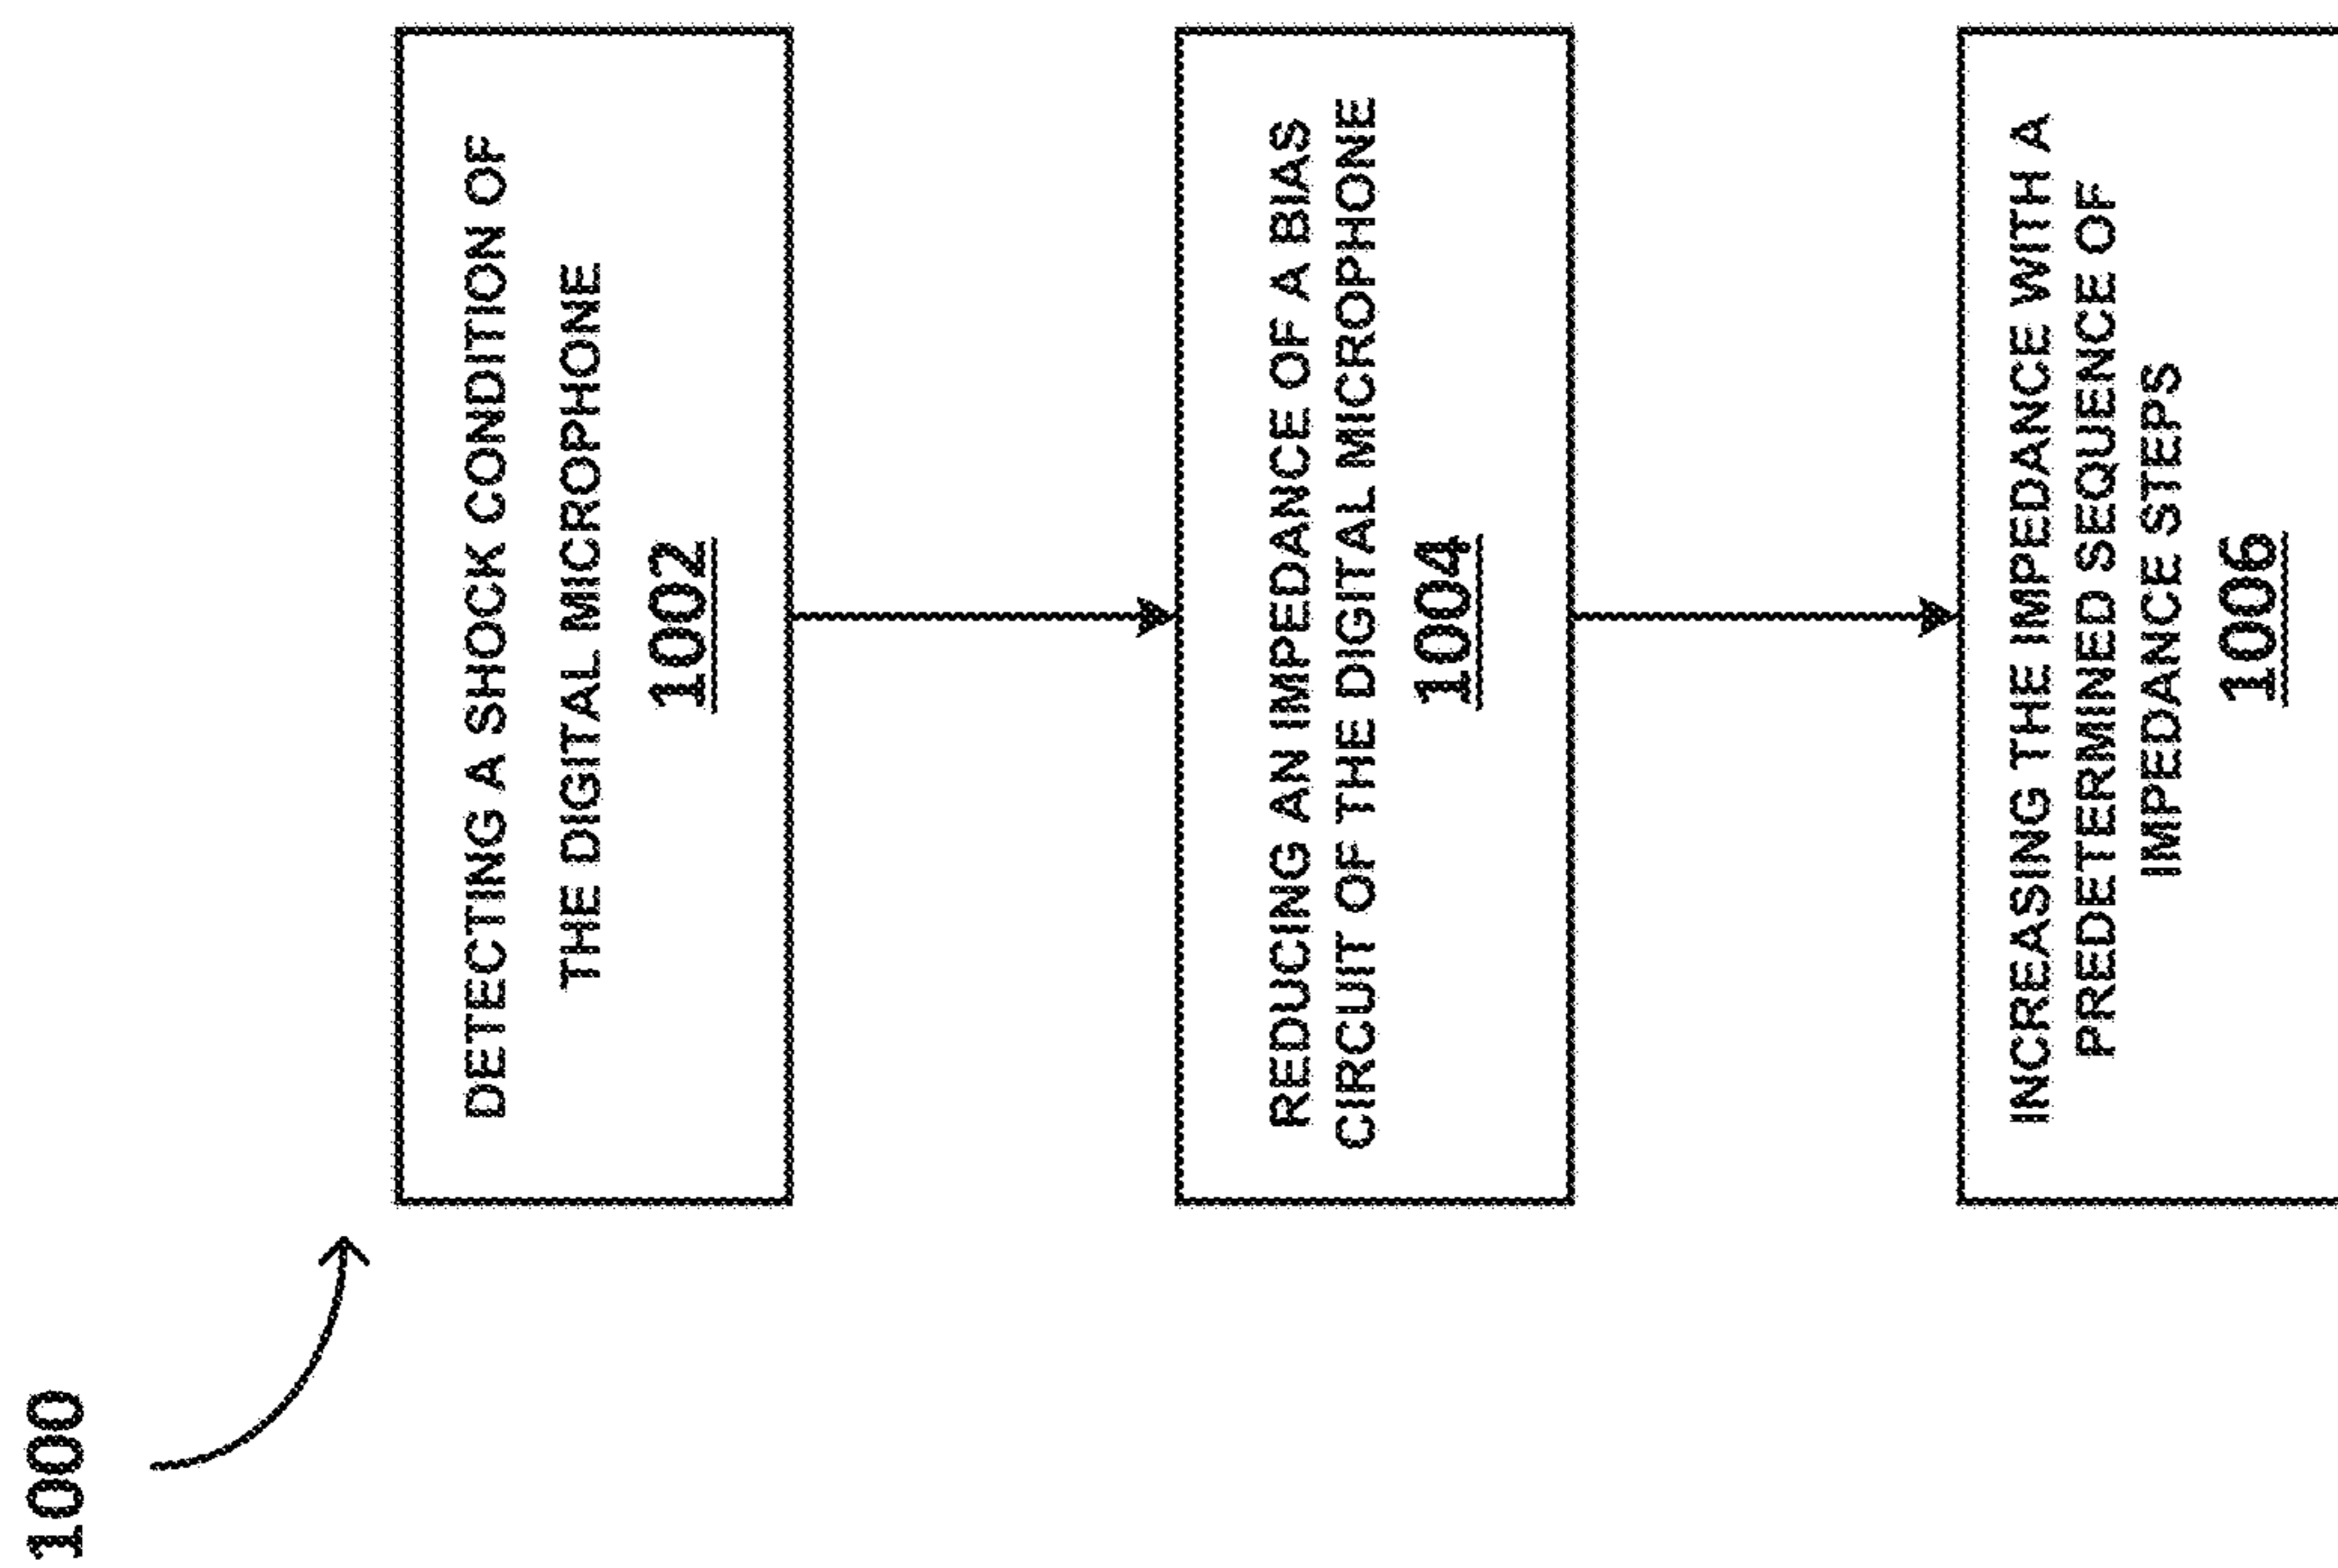 1000
DETECTING A SHOCK CONDITION OF
THE DIGITAL MICROPHONE
1002
REDUCING AN IMPEDANCE OF A BIAS
CIRCUIT OF THE DIGITAL MICROPHONE
1004
INCREASING THE IMPEDANCE WITH A
PREDETERMINED SEQUENCE OF
IMPEDANCE STEPS
1006